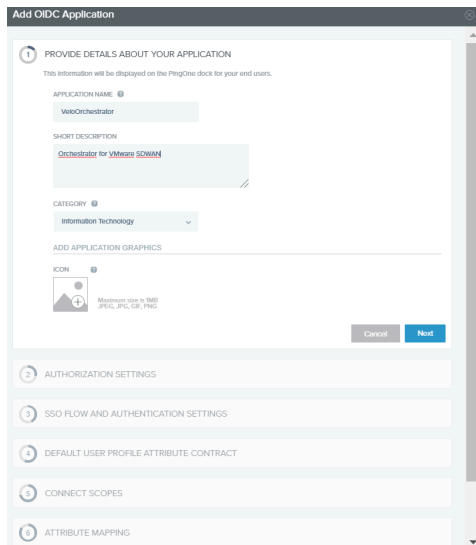 Add OIDC Application
1 PROVIDE DETAILS ABOUT YOUR APPLICATION
This information will be displayed on the PingOne dock for your end users.
APPLICATION NAME ?
VeloOrchestrator
SHORT DESCRIPTION
Orchestrator for VMware SDWAN
CATEGORY ?
Information Technology
ADD APPLICATION GRAPHICS
ICON ?
Maximum size is 1MB
JPEG, JPG, GIF, PNG
Cancel Next
2 AUTHORIZATION SETTINGS
3 SSO FLOW AND AUTHENTICATION SETTINGS
4 DEFAULT USER PROFILE ATTRIBUTE CONTRACT
5 CONNECT SCOPES
6 ATTRIBUTE MAPPING